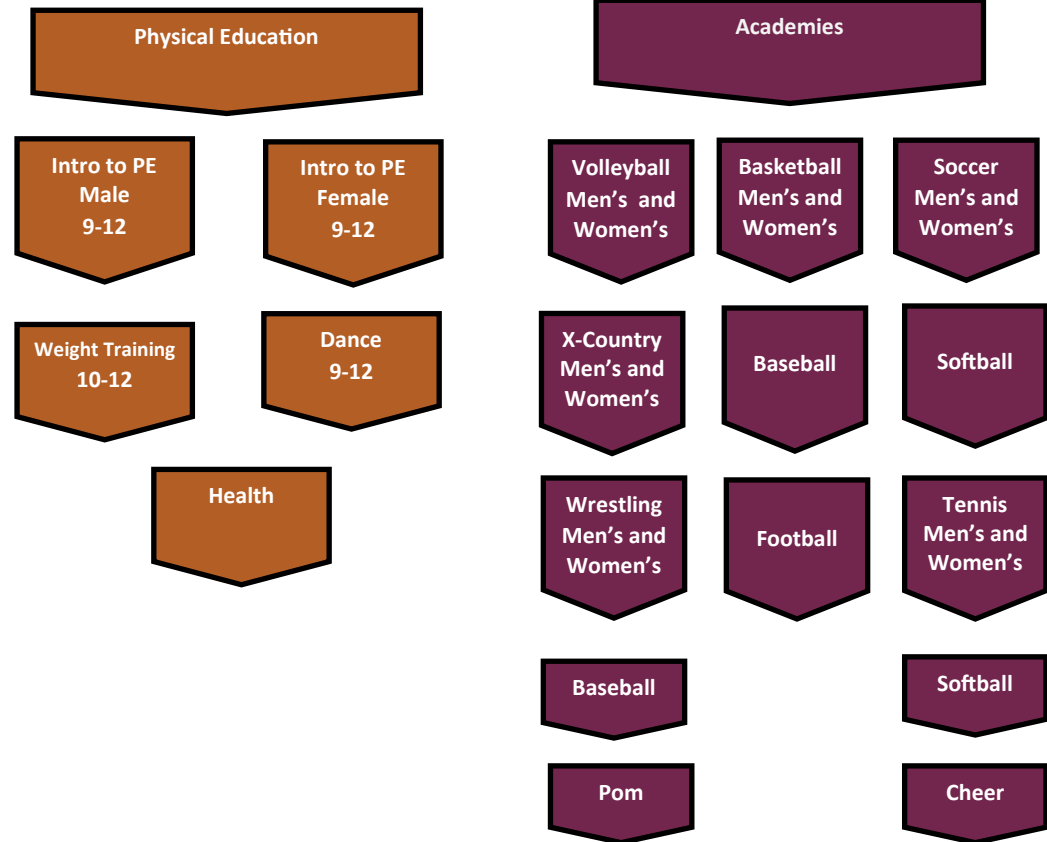 Physical Education
Intro to PE
Male
9-12
Intro to PE
Female
9-12
Weight Training
10-12
Dance
9-12
Health
Academies
Volleyball
Men’s and
Women’s
Basketball
Men’s and
Women’s
Soccer
Men’s and
Women’s
X-Country
Men’s and
Women’s
Baseball
Softball
Wrestling
Men’s and
Women’s
Football
Tennis
Men’s and
Women’s
Baseball
Softball
Pom
Cheer